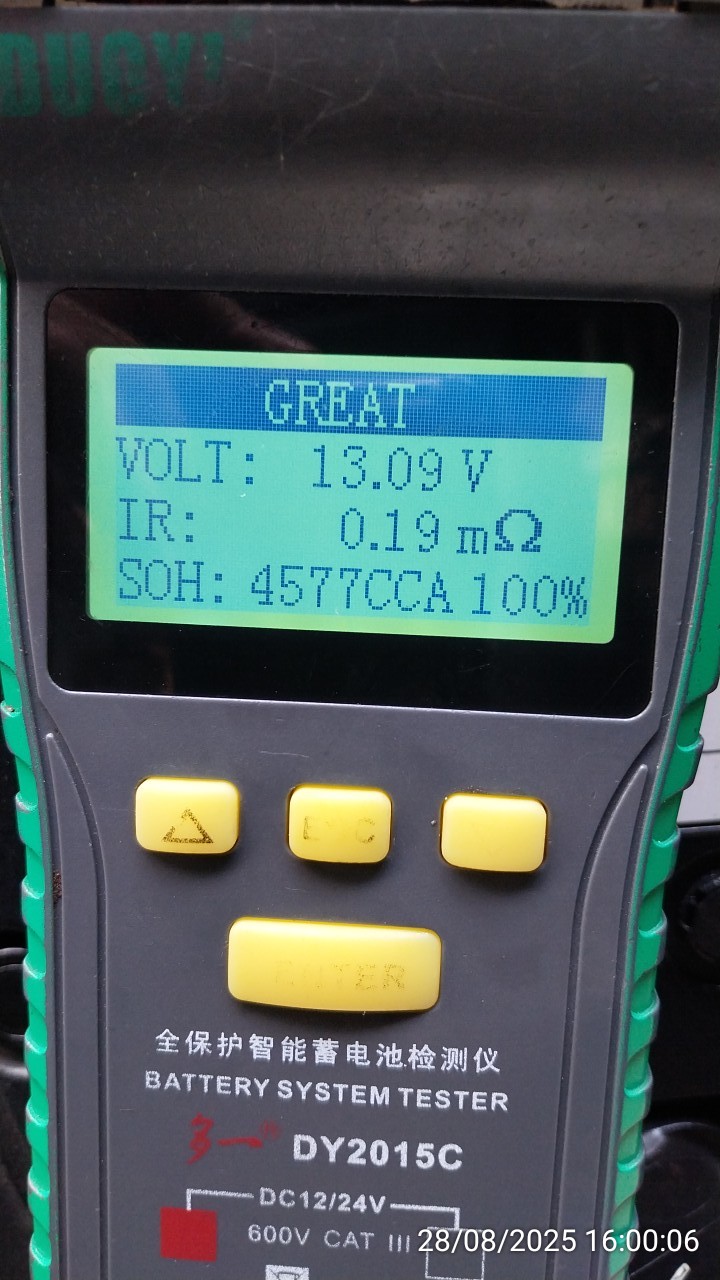 DUOYI
GREAT
VOLT: 13.09 V
IR: 0.19 mΩ
SOH: 4577CCA 100%
ENTER
全保护智能蓄电池检测仪
BATTERY SYSTEM TESTER
多一® DY2015C
DC12/24V
600V CAT III
28/08/2025 16:00:06